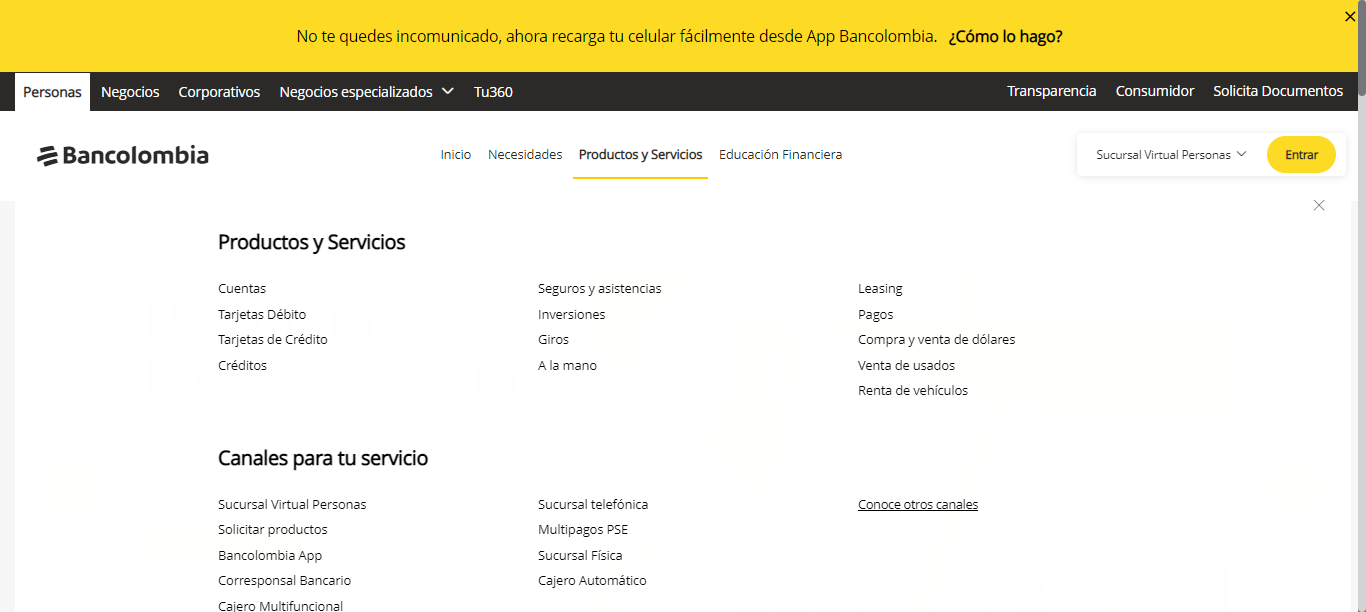 No te quedes incomunicado, ahora recarga tu celular fácilmente desde App Bancolombia. ¿Cómo lo hago?
Personas Negocios Corporativos Negocios especializados Tu360 Transparencia Consumidor Solicita Documentos
Bancolombia Inicio Necesidades Productos y Servicios Educación Financiera Sucursal Virtual Personas Entrar
Productos y Servicios
Cuentas Seguros y asistencias Leasing
Tarjetas Débito Inversiones Pagos
Tarjetas de Crédito Giros Compra y venta de dólares
Créditos A la mano Venta de usados
Renta de vehículos
Canales para tu servicio
Sucursal Virtual Personas Sucursal telefónica Conoce otros canales
Solicitar productos Multipagos PSE
Bancolombia App Sucursal Física
Corresponsal Bancario Cajero Automático
Cajero Multifuncional